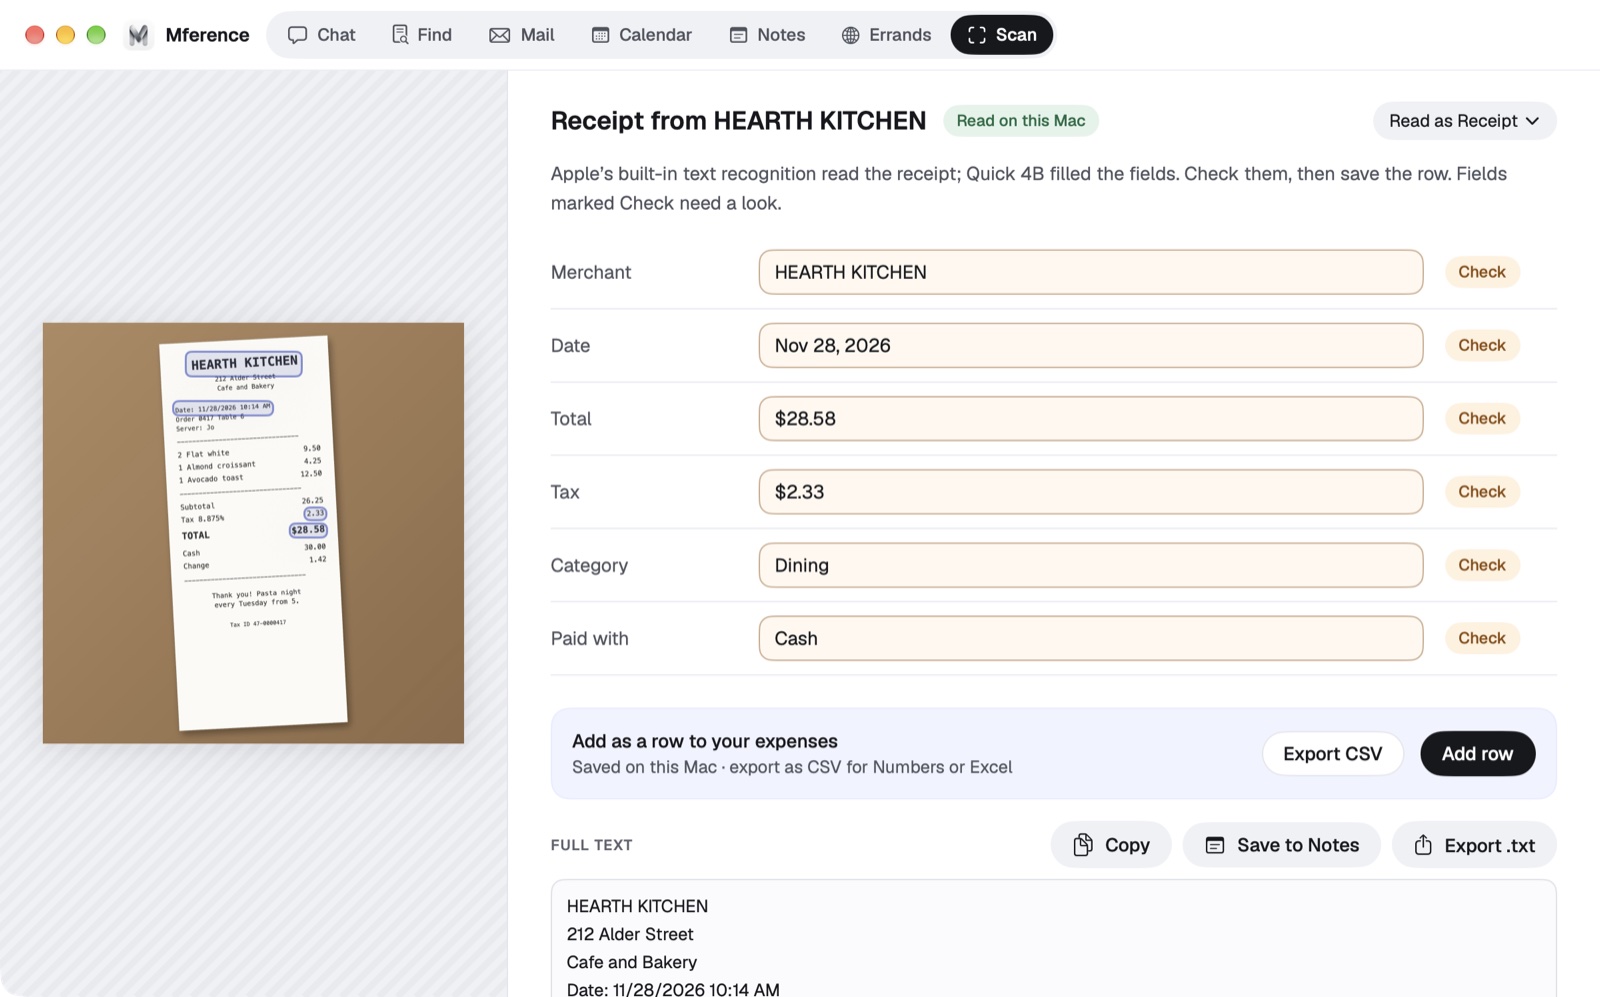 Mference
Chat
Find
Mail
Calendar
Notes
Errands
Scan
HEARTH KITCHEN
212 Alder Street
Cafe and Bakery
Date: 11/28/2026 10:14 AM
Order 0417 Table 6
Server: Jo
2 Flat white 9.50
1 Almond croissant 4.25
1 Avocado toast 12.50
Subtotal 26.25
Tax 8.875% 2.33
TOTAL $28.58
Cash 30.00
Change 1.42
Thank you! Pasta night
every Tuesday from 5.
Tax ID 47-0000417
Receipt from HEARTH KITCHEN
Read on this Mac
Read as Receipt
Apple’s built-in text recognition read the receipt; Quick 4B filled the fields. Check them, then save the row. Fields
marked Check need a look.
Merchant HEARTH KITCHEN Check
Date Nov 28, 2026 Check
Total $28.58 Check
Tax $2.33 Check
Category Dining Check
Paid with Cash Check
Add as a row to your expenses
Saved on this Mac · export as CSV for Numbers or Excel
Export CSV
Add row
FULL TEXT
Copy
Save to Notes
Export .txt
HEARTH KITCHEN
212 Alder Street
Cafe and Bakery
Date: 11/28/2026 10:14 AM